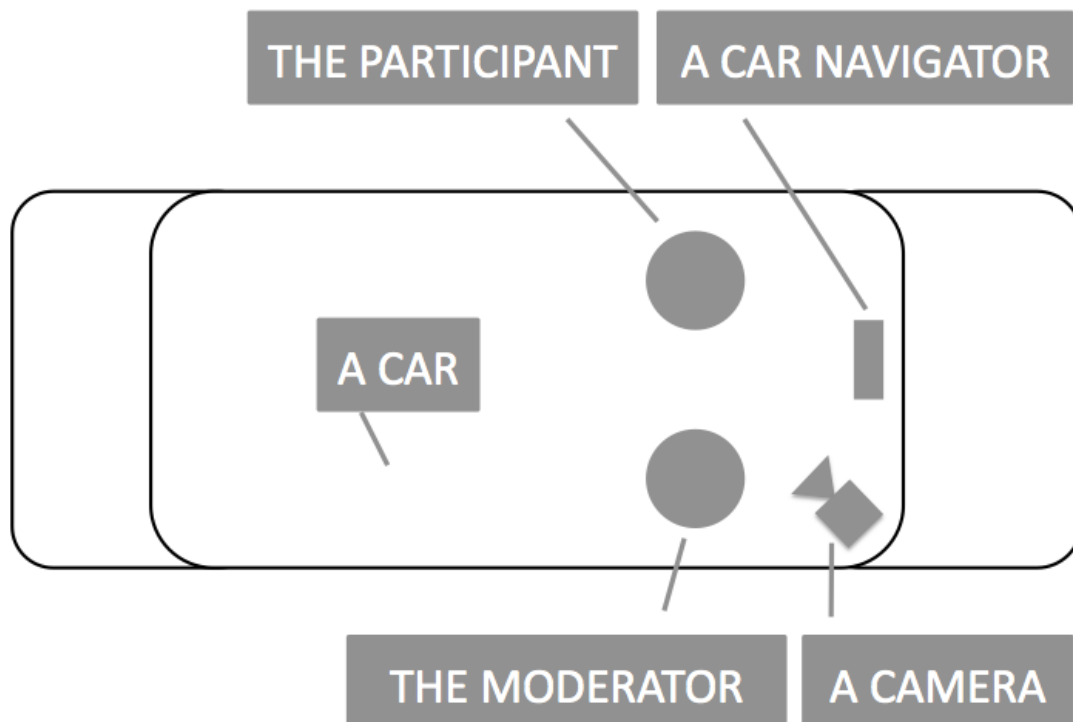 THE PARTICIPANT
A CAR NAVIGATOR
A CAR
THE MODERATOR
A CAMERA